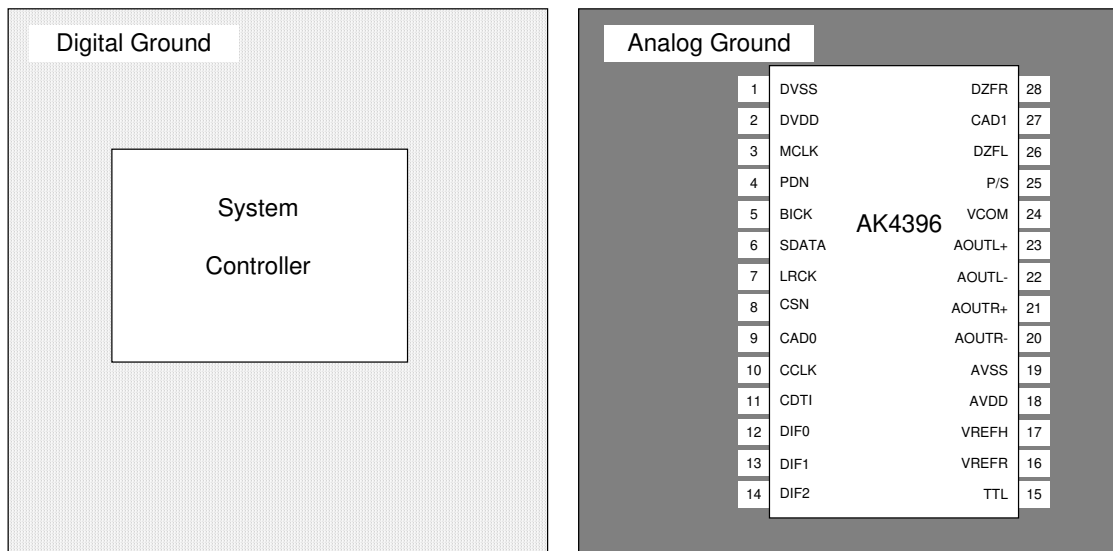 Digital Ground
System
Controller
Analog Ground
AK4396
1 DVSS DZFR 28
2 DVDD CAD1 27
3 MCLK DZFL 26
4 PDN P/S 25
5 BICK VCOM 24
6 SDATA AOUTL+ 23
7 LRCK AOUTL- 22
8 CSN AOUTR+ 21
9 CAD0 AOUTR- 20
10 CCLK AVSS 19
11 CDTI AVDD 18
12 DIF0 VREFH 17
13 DIF1 VREFR 16
14 DIF2 TTL 15